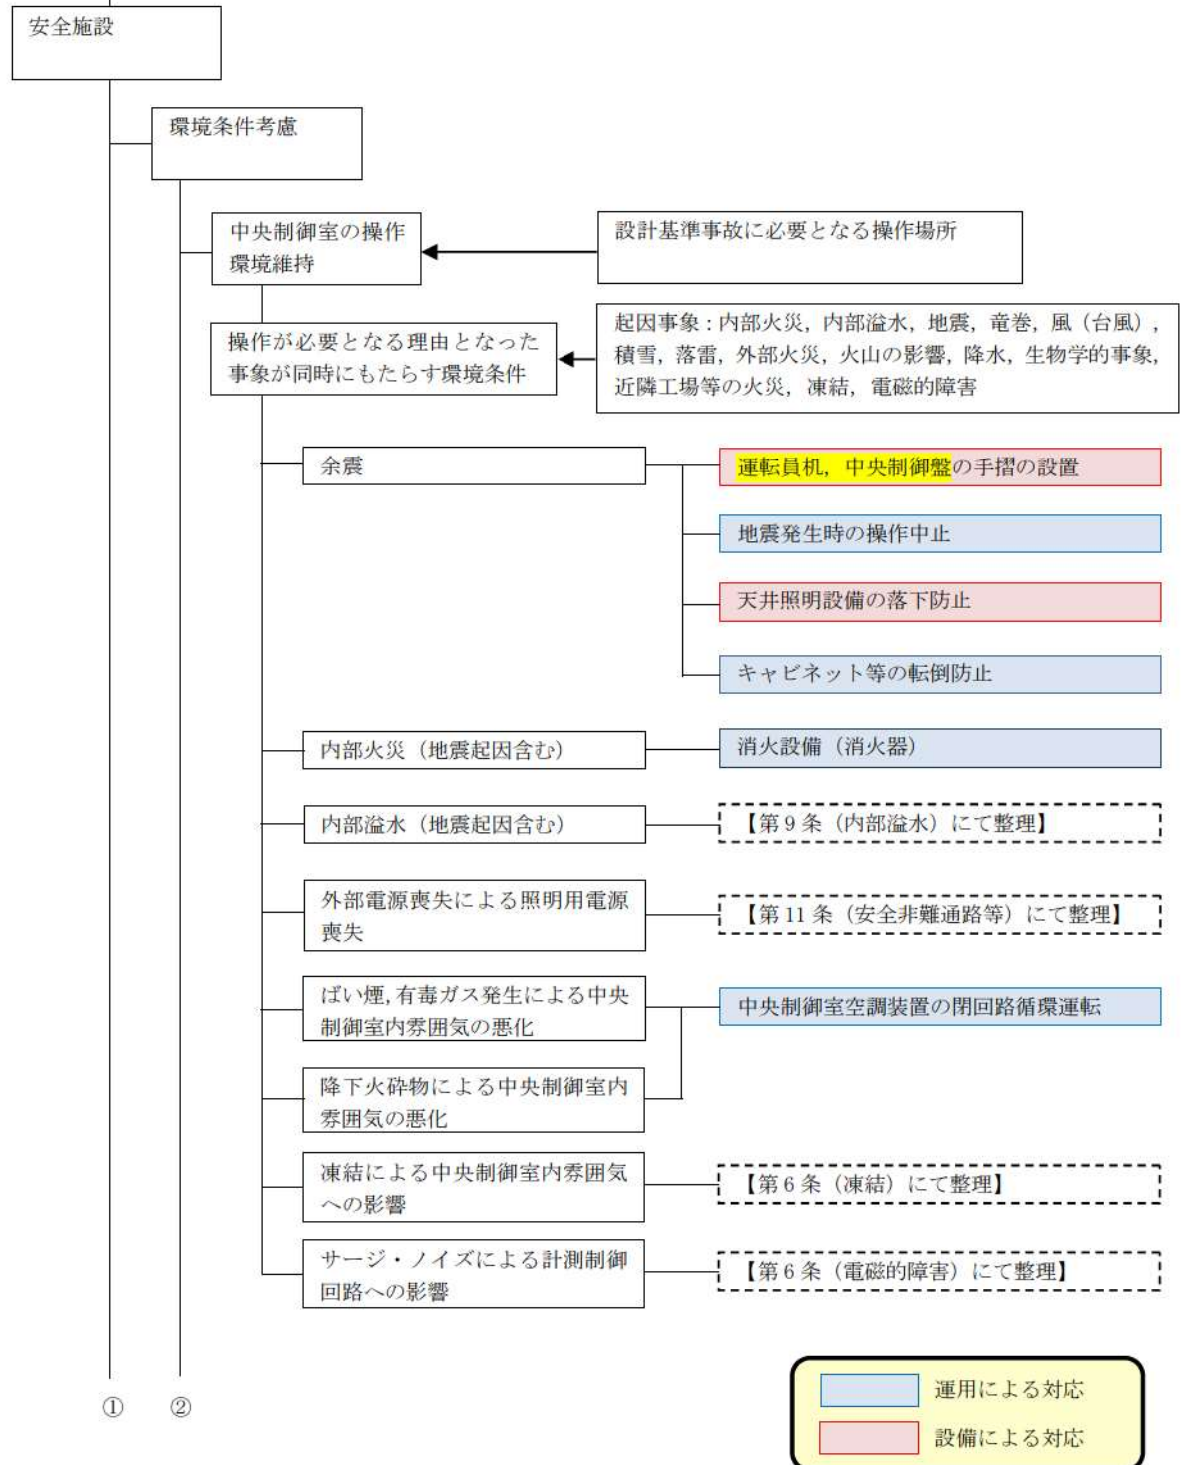 安全施設
環境条件考慮
中央制御室の操作
環境維持
設計基準事故に必要となる操作場所
操作が必要となる理由となった
事象が同時にもたらす環境条件
起因事象：内部火災，内部溢水，地震，竜巻，風（台風），
積雪，落雷，外部火災，火山の影響，降水，生物学的事象，
近隣工場等の火災，凍結，電磁的障害
余震
運転員机，中央制御盤の手摺の設置
地震発生時の操作中止
天井照明設備の落下防止
キャビネット等の転倒防止
内部火災（地震起因含む）
消火設備（消火器）
内部溢水（地震起因含む）
【第9条（内部溢水）にて整理】
外部電源喪失による照明用電源
喪失
【第11条（安全非難通路等）にて整理】
ばい煙,有毒ガス発生による中央
制御室内雰囲気の悪化
中央制御室空調装置の閉回路循環運転
降下火砕物による中央制御室内
雰囲気の悪化
凍結による中央制御室内雰囲気
への影響
【第6条（凍結）にて整理】
サージ・ノイズによる計測制御
回路への影響
【第6条（電磁的障害）にて整理】
① ②
運用による対応
設備による対応